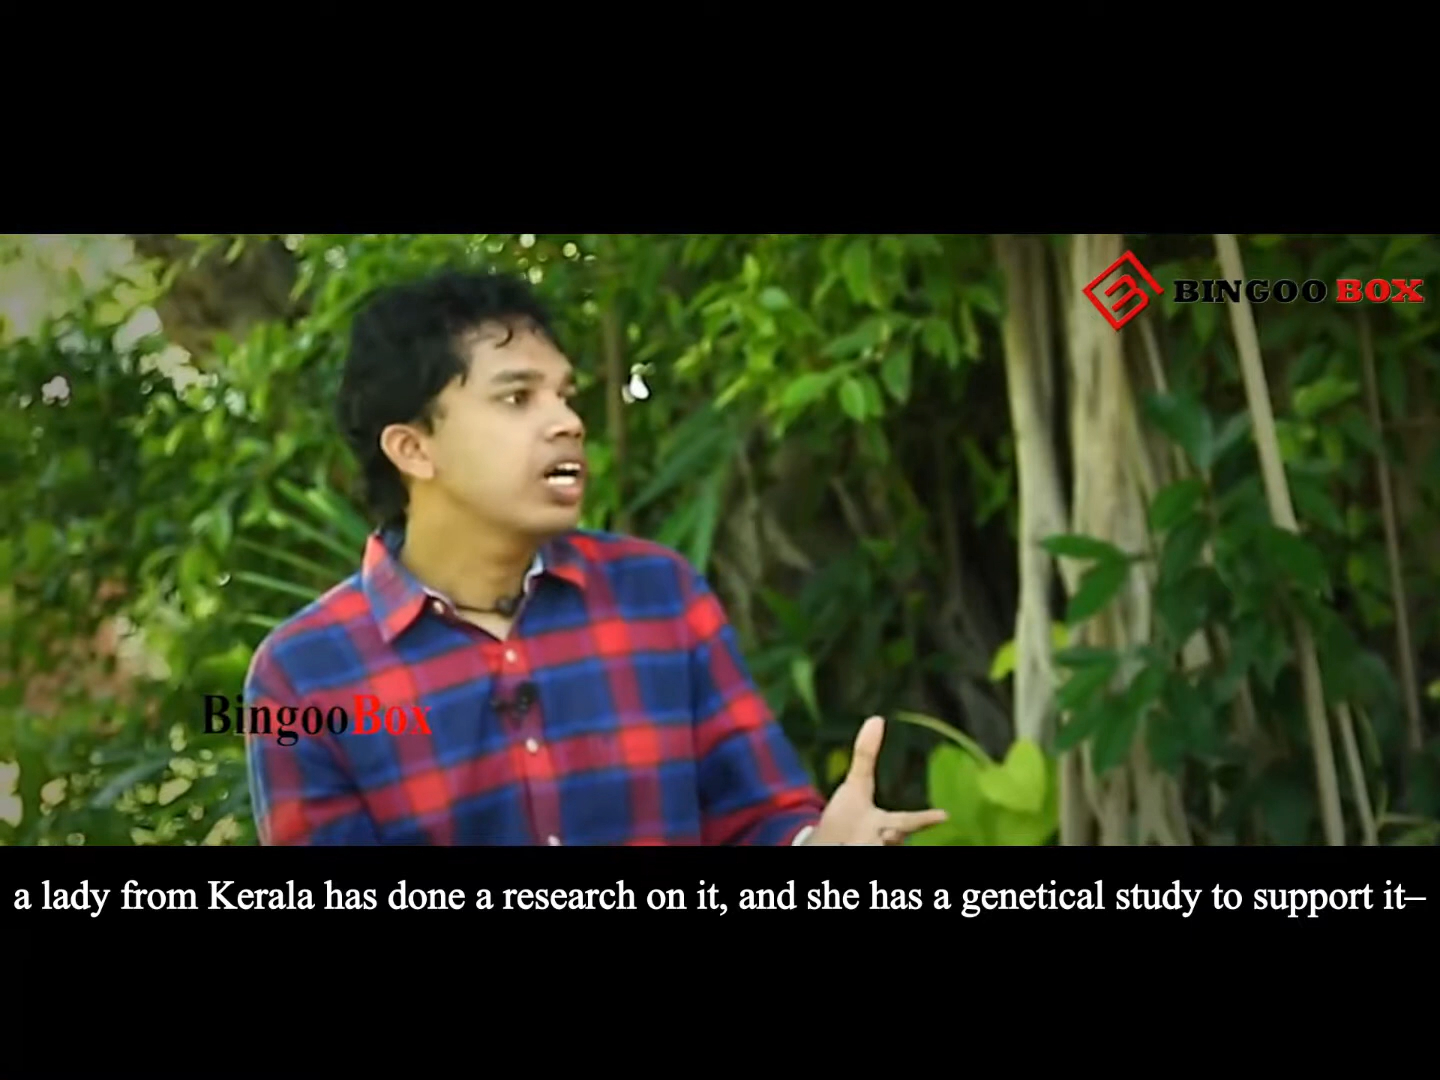 BINGOO BOX
BingooBox
a lady from Kerala has done a research on it, and she has a genetical study to support it–